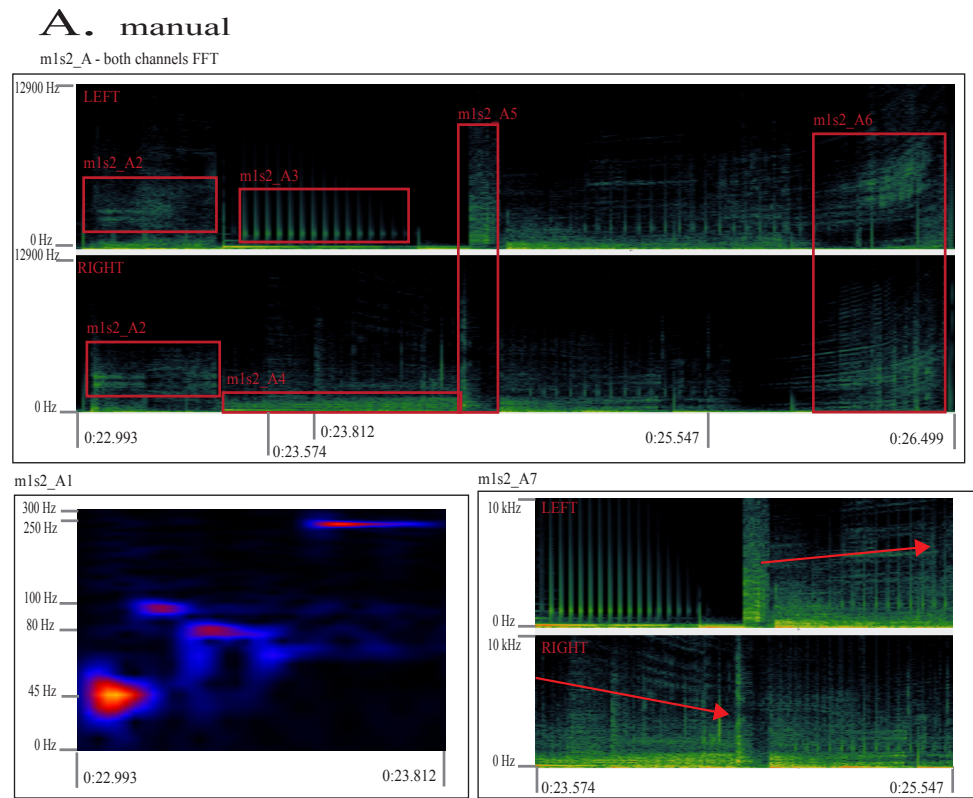 A. manual
m1s2_A - both channels FFT
12900 Hz
LEFT
m1s2_A2
m1s2_A3
m1s2_A5
m1s2_A6
0 Hz
12900 Hz
RIGHT
m1s2_A2
m1s2_A4
0 Hz
0:22.993
0:23.574
0:23.812
0:25.547
0:26.499
m1s2_A1
300 Hz
250 Hz
100 Hz
80 Hz
45 Hz
0 Hz
0:22.993
0:23.812
m1s2_A7
10 kHz
LEFT
0 Hz
10 kHz
RIGHT
0 Hz
0:23.574
0:25.547